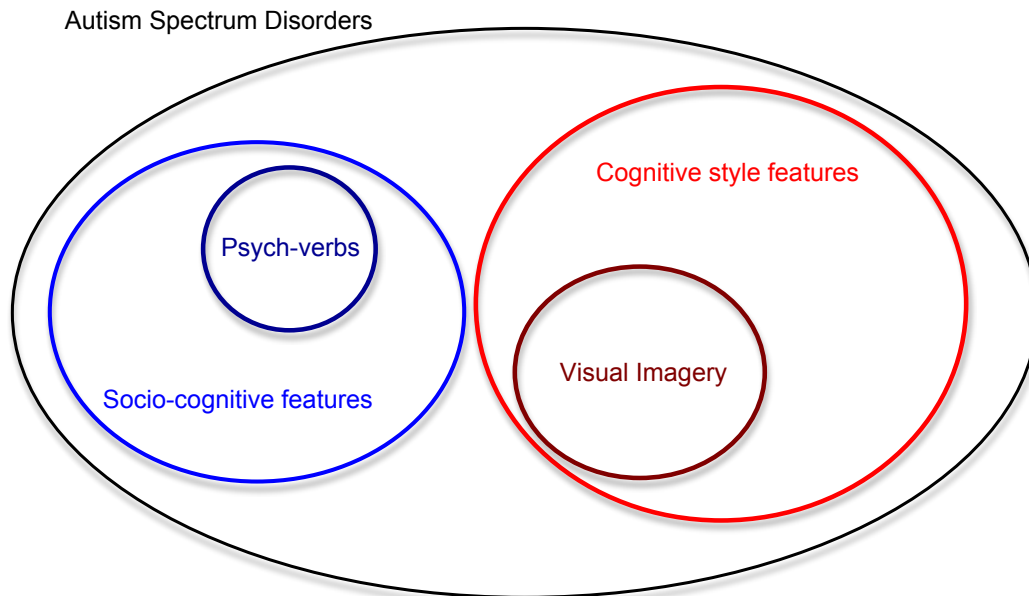 Autism Spectrum Disorders
Cognitive style features
Psych-verbs
Visual Imagery
Socio-cognitive features